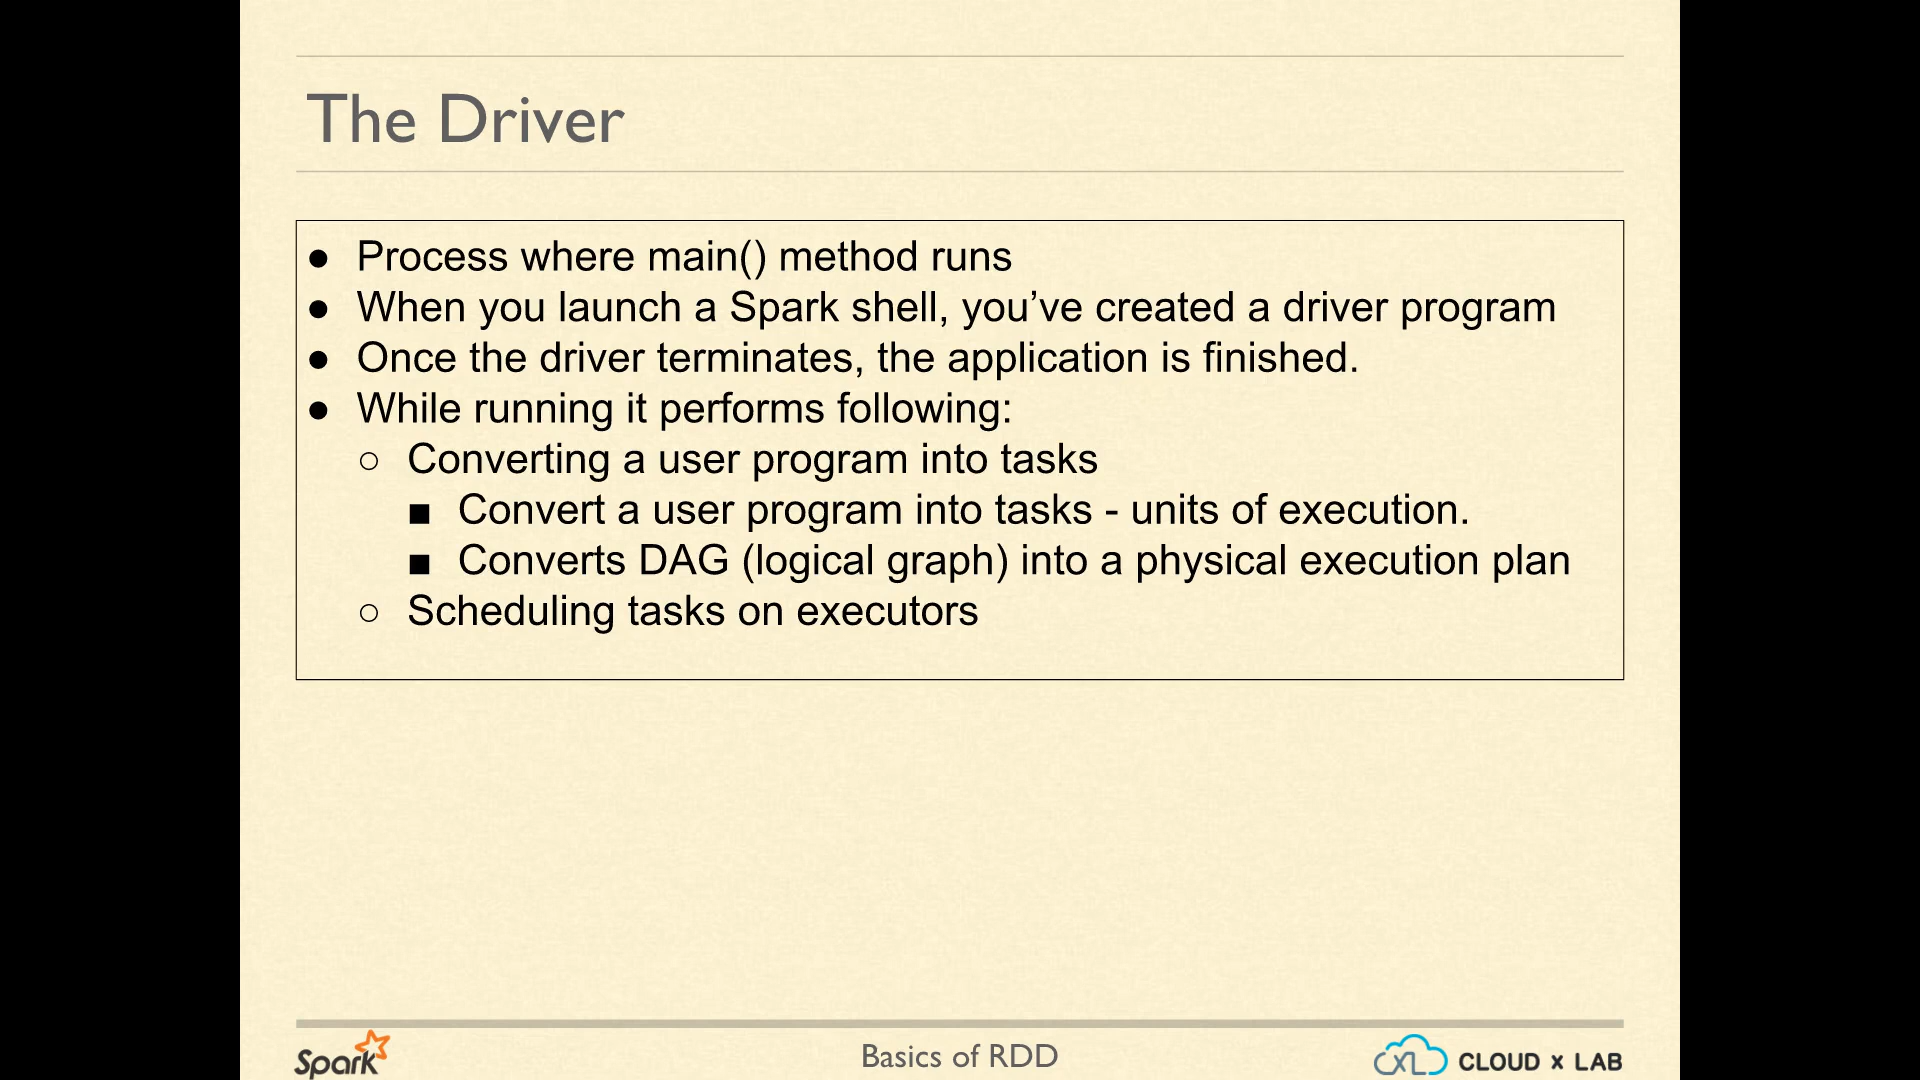 The Driver
● Process where main() method runs
● When you launch a Spark shell, you’ve created a driver program
● Once the driver terminates, the application is finished.
● While running it performs following:
○ Converting a user program into tasks
■ Convert a user program into tasks - units of execution.
■ Converts DAG (logical graph) into a physical execution plan
○ Scheduling tasks on executors
Spark
Basics of RDD
XL CLOUD x LAB